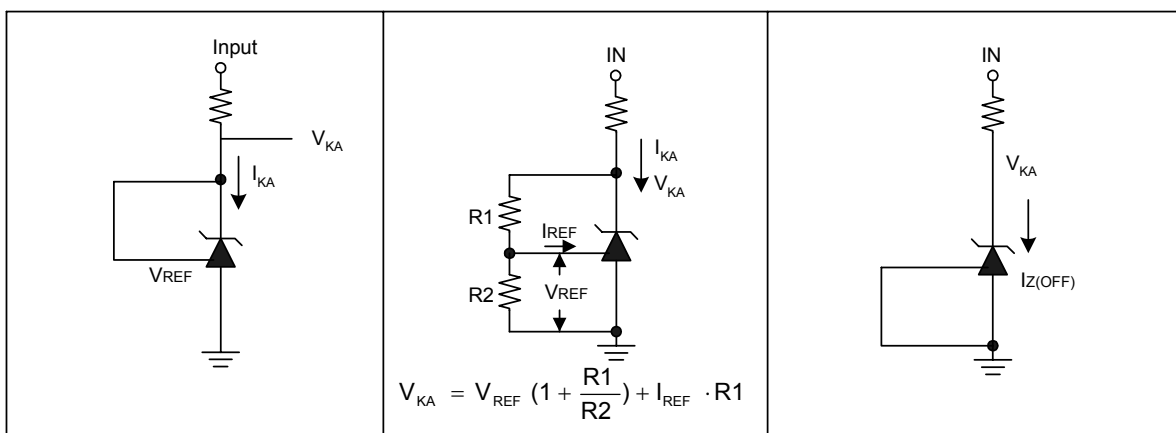 Input
V_KA
I_KA
VREF
IN
I_KA
V_KA
R1
IREF
R2
VREF
V_KA = V_REF (1 + R1/R2) + I_REF · R1
IN
V_KA
IZ(OFF)